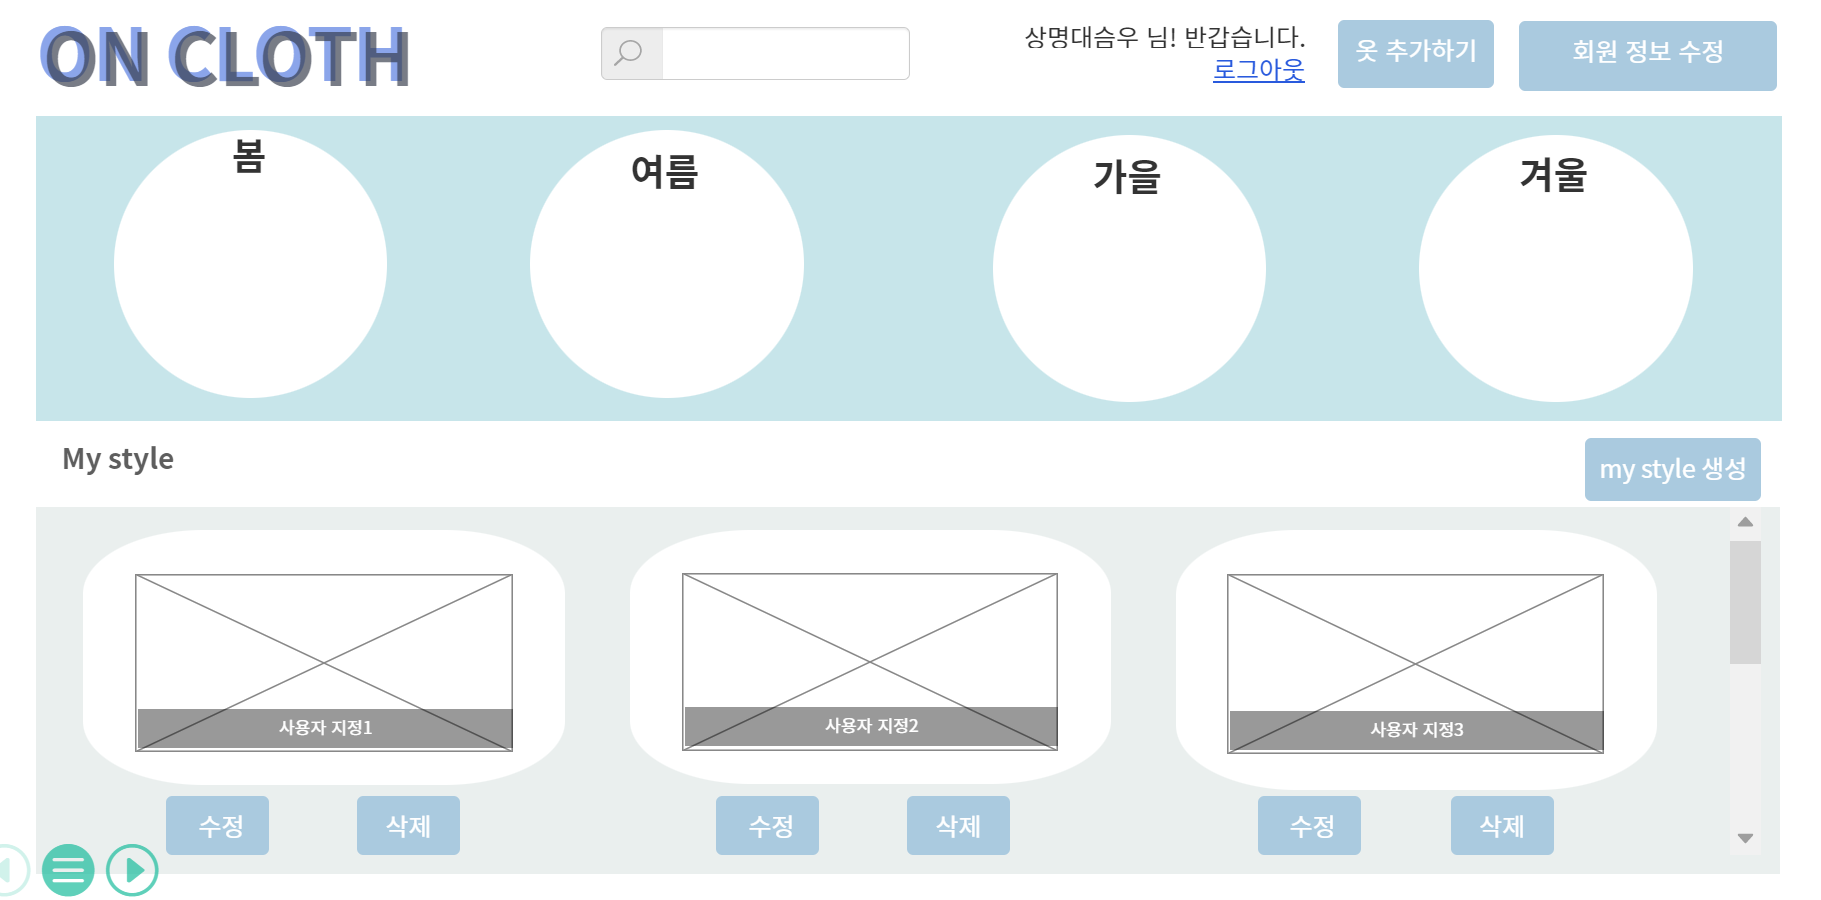 ON CLOTH
상명대슴우 님! 반갑습니다.
로그아웃
옷 추가하기
회원 정보 수정
봄
여름
가을
겨울
My style
my style 생성
사용자 지정1
사용자 지정2
사용자 지정3
수정
삭제
수정
삭제
수정
삭제